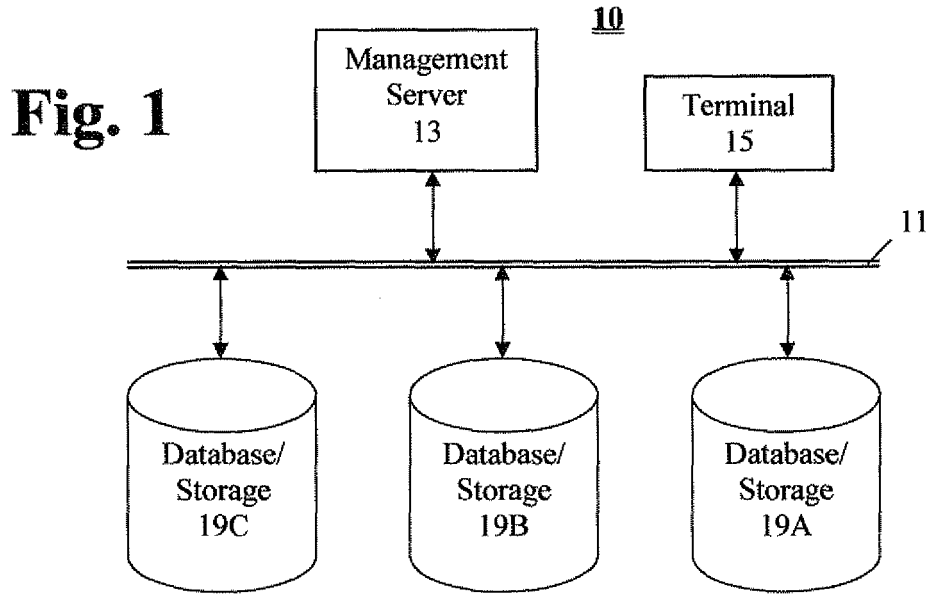 10
Fig. 1
Management
Server
13
Terminal
15
11
Database/
Storage
19C
Database/
Storage
19B
Database/
Storage
19A